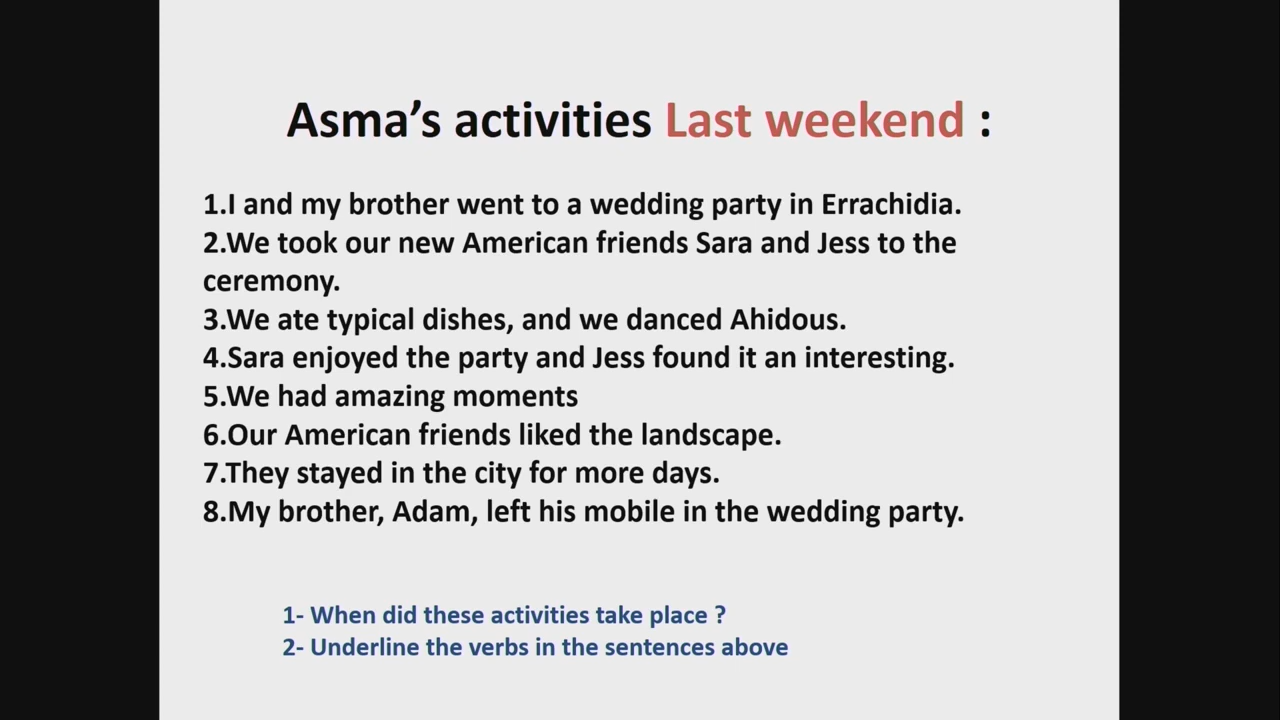 Asma’s activities Last weekend :
1.I and my brother went to a wedding party in Errachidia.
2.We took our new American friends Sara and Jess to the
ceremony.
3.We ate typical dishes, and we danced Ahidous.
4.Sara enjoyed the party and Jess found it an interesting.
5.We had amazing moments
6.Our American friends liked the landscape.
7.They stayed in the city for more days.
8.My brother, Adam, left his mobile in the wedding party.
1- When did these activities take place ?
2- Underline the verbs in the sentences above